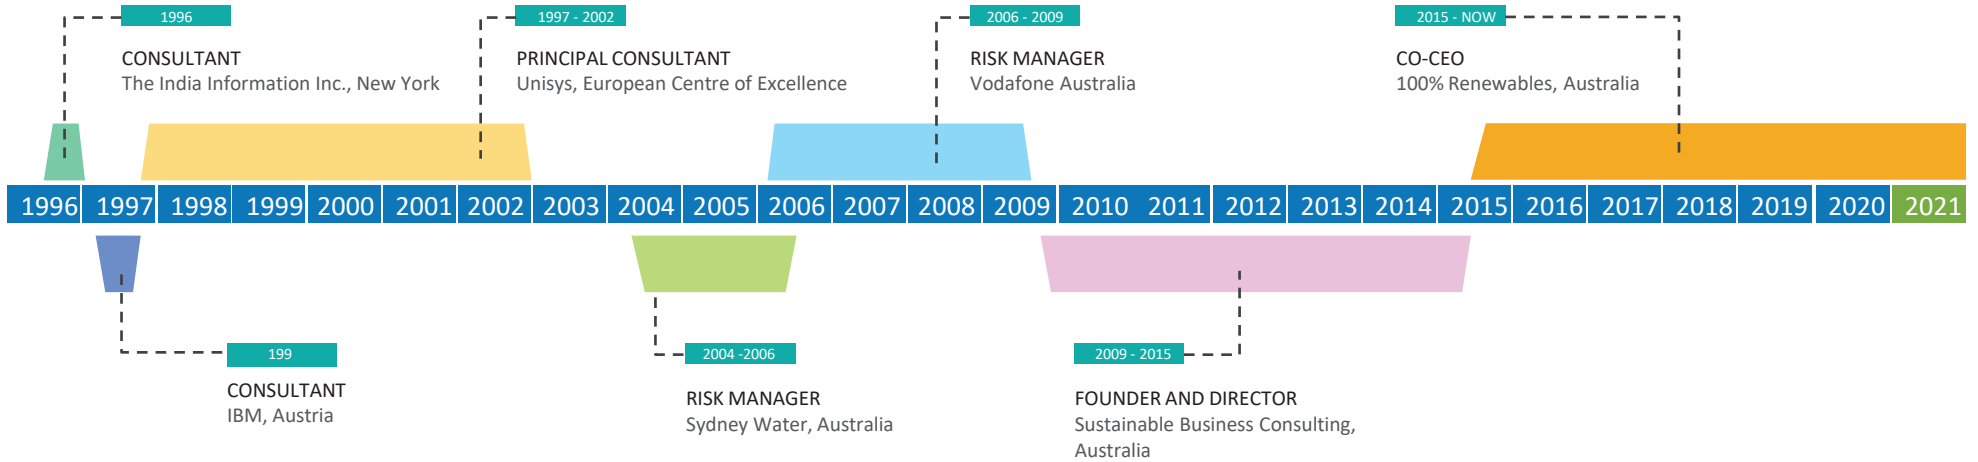 1996
CONSULTANT
The India Information Inc., New York
1997 - 2002
PRINCIPAL CONSULTANT
Unisys, European Centre of Excellence
2006 - 2009
RISK MANAGER
Vodafone Australia
2015 - NOW
CO-CEO
100% Renewables, Australia
1996 1997 1998 1999 2000 2001 2002 2003 2004 2005 2006 2007 2008 2009 2010 2011 2012 2013 2014 2015 2016 2017 2018 2019 2020 2021
199
CONSULTANT
IBM, Austria
2004 -2006
RISK MANAGER
Sydney Water, Australia
2009 - 2015
FOUNDER AND DIRECTOR
Sustainable Business Consulting,
Australia